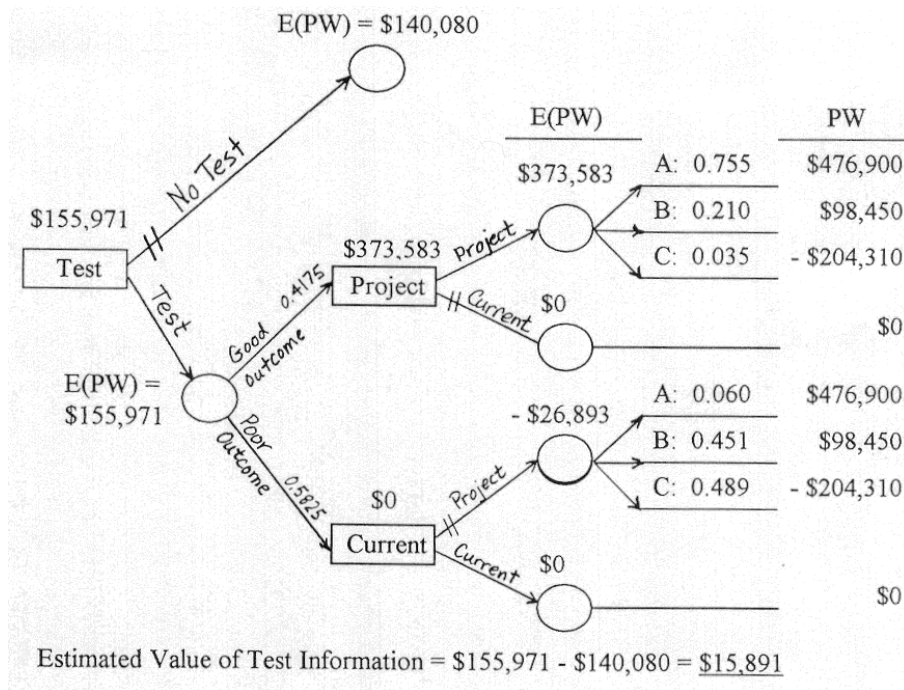 E(PW) = $140,080
E(PW) PW
No Test
$373,583 A: 0.755 $476,900
$155,971 B: 0.210 $98,450
Test $373,583 Project C: 0.035 - $204,310
Project
Test Good 0.4175 Outcome Current $0 $0
E(PW) =
$155,971
Poor Outcome 0.5825
- $26,893 A: 0.060 $476,900
B: 0.451 $98,450
$0 Project C: 0.489 - $204,310
Current
Current $0 $0
Estimated Value of Test Information = $155,971 - $140,080 = $15,891